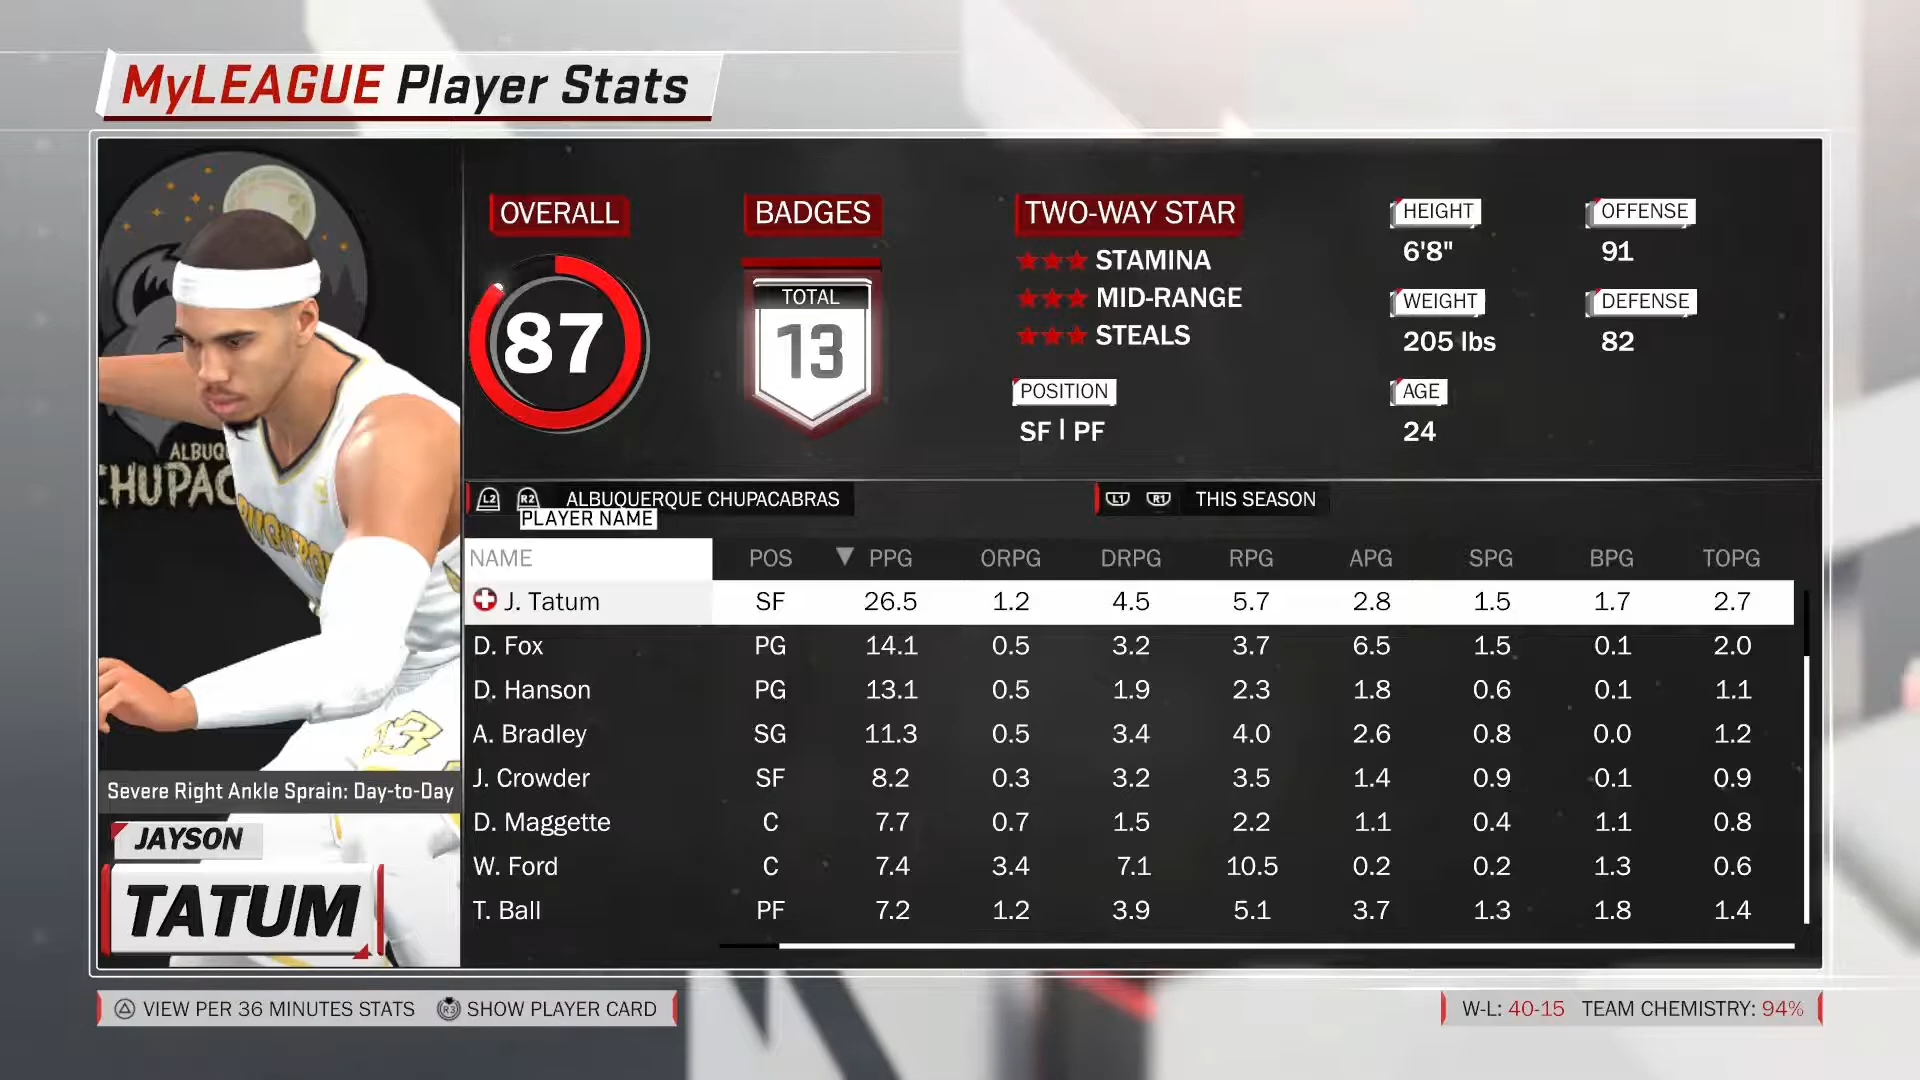 MyLEAGUE Player Stats
OVERALL
87
BADGES
TOTAL
13
TWO-WAY STAR
STAMINA
MID-RANGE
STEALS
POSITION
SF | PF
HEIGHT
6'8"
WEIGHT
205 lbs
AGE
24
OFFENSE
91
DEFENSE
82
ALBUQU
CHUPAC
13
Severe Right Ankle Sprain: Day-to-Day
JAYSON
TATUM
L2 R2 ALBUQUERQUE CHUPACABRAS
L1 R1 THIS SEASON
PLAYER NAME
NAME POS PPG ORPG DRPG RPG APG SPG BPG TOPG
J. Tatum SF 26.5 1.2 4.5 5.7 2.8 1.5 1.7 2.7
D. Fox PG 14.1 0.5 3.2 3.7 6.5 1.5 0.1 2.0
D. Hanson PG 13.1 0.5 1.9 2.3 1.8 0.6 0.1 1.1
A. Bradley SG 11.3 0.5 3.4 4.0 2.6 0.8 0.0 1.2
J. Crowder SF 8.2 0.3 3.2 3.5 1.4 0.9 0.1 0.9
D. Maggette C 7.7 0.7 1.5 2.2 1.1 0.4 1.1 0.8
W. Ford C 7.4 3.4 7.1 10.5 0.2 0.2 1.3 0.6
T. Ball PF 7.2 1.2 3.9 5.1 3.7 1.3 1.8 1.4
VIEW PER 36 MINUTES STATS R3 SHOW PLAYER CARD
W-L: 40-15 TEAM CHEMISTRY: 94%